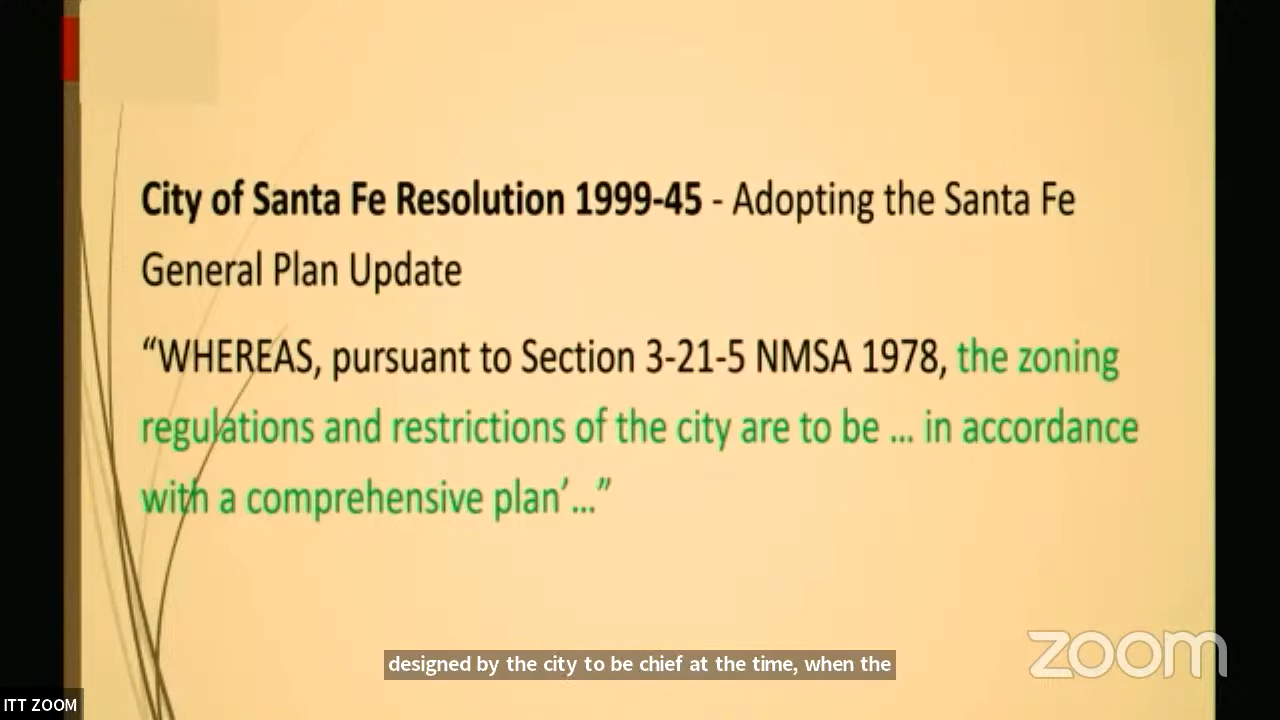 City of Santa Fe Resolution 1999-45 - Adopting the Santa Fe
General Plan Update
“WHEREAS, pursuant to Section 3-21-5 NMSA 1978, the zoning
regulations and restrictions of the city are to be ... in accordance
with a comprehensive plan’...”
designed by the city to be chief at the time, when the
zoom
ITT ZOOM